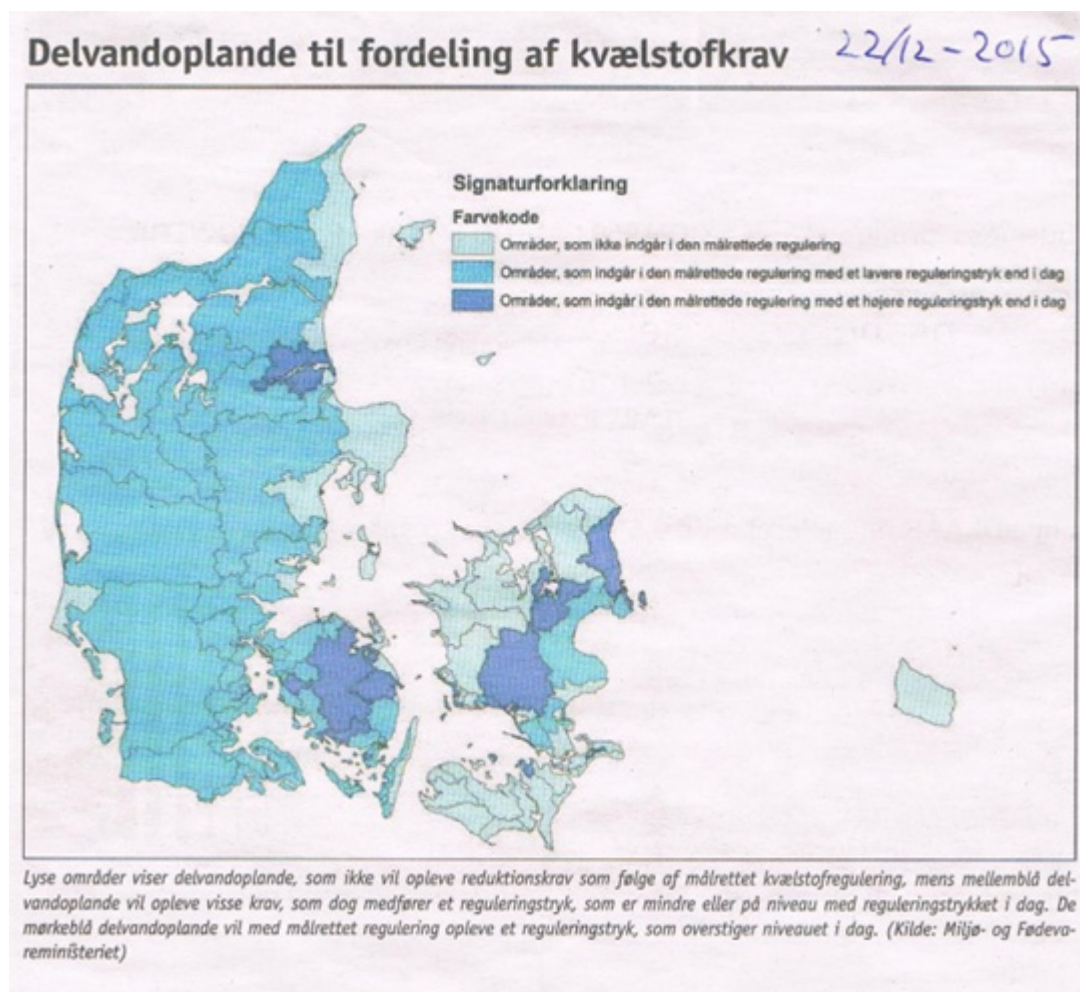 Delvandoplande til fordeling af kvælstofkrav 22/12-2015
Signaturforklaring
Farvekode
Områder, som ikke indgår i den målrettede regulering
Områder, som indgår i den målrettede regulering med et lavere reguleringstryk end i dag
Områder, som indgår i den målrettede regulering med et højere reguleringstryk end i dag
Lyse områder viser delvandoplande, som ikke vil opleve reduktionskrav som følge af målrettet kvælstofregulering, mens mellemblå del-
vandoplande vil opleve visse krav, som dog medfører et reguleringstryk, som er mindre eller på niveau med reguleringstrykket i dag. De
mørkeblå delvandoplande vil med målrettet regulering opleve et reguleringstryk, som overstiger niveauet i dag. (Kilde: Miljø- og Fødeva-
reministeriet)